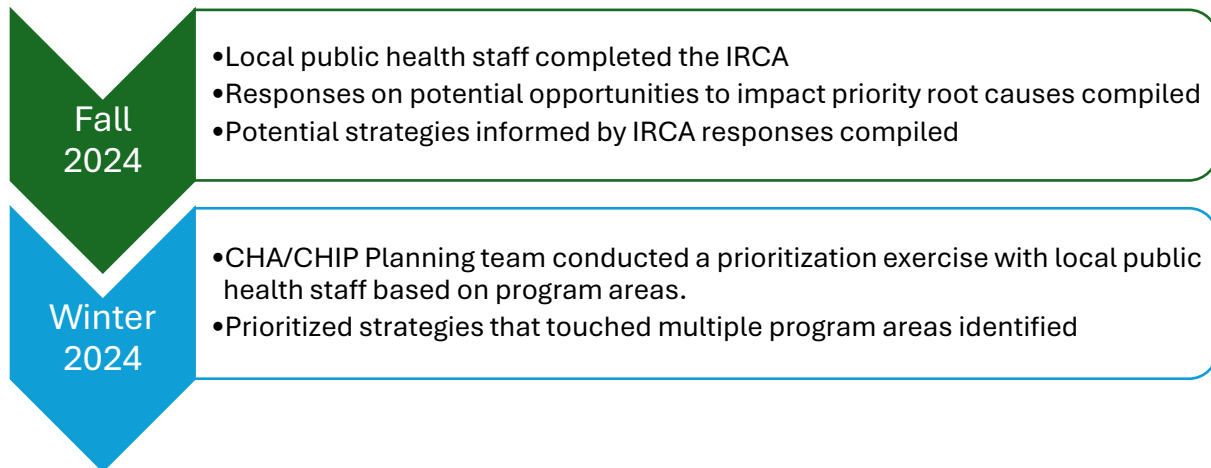 Fall
2024
•Local public health staff completed the IRCA
•Responses on potential opportunities to impact priority root causes compiled
•Potential strategies informed by IRCA responses compiled
Winter
2024
•CHA/CHIP Planning team conducted a prioritization exercise with local public
health staff based on program areas.
•Prioritized strategies that touched multiple program areas identified